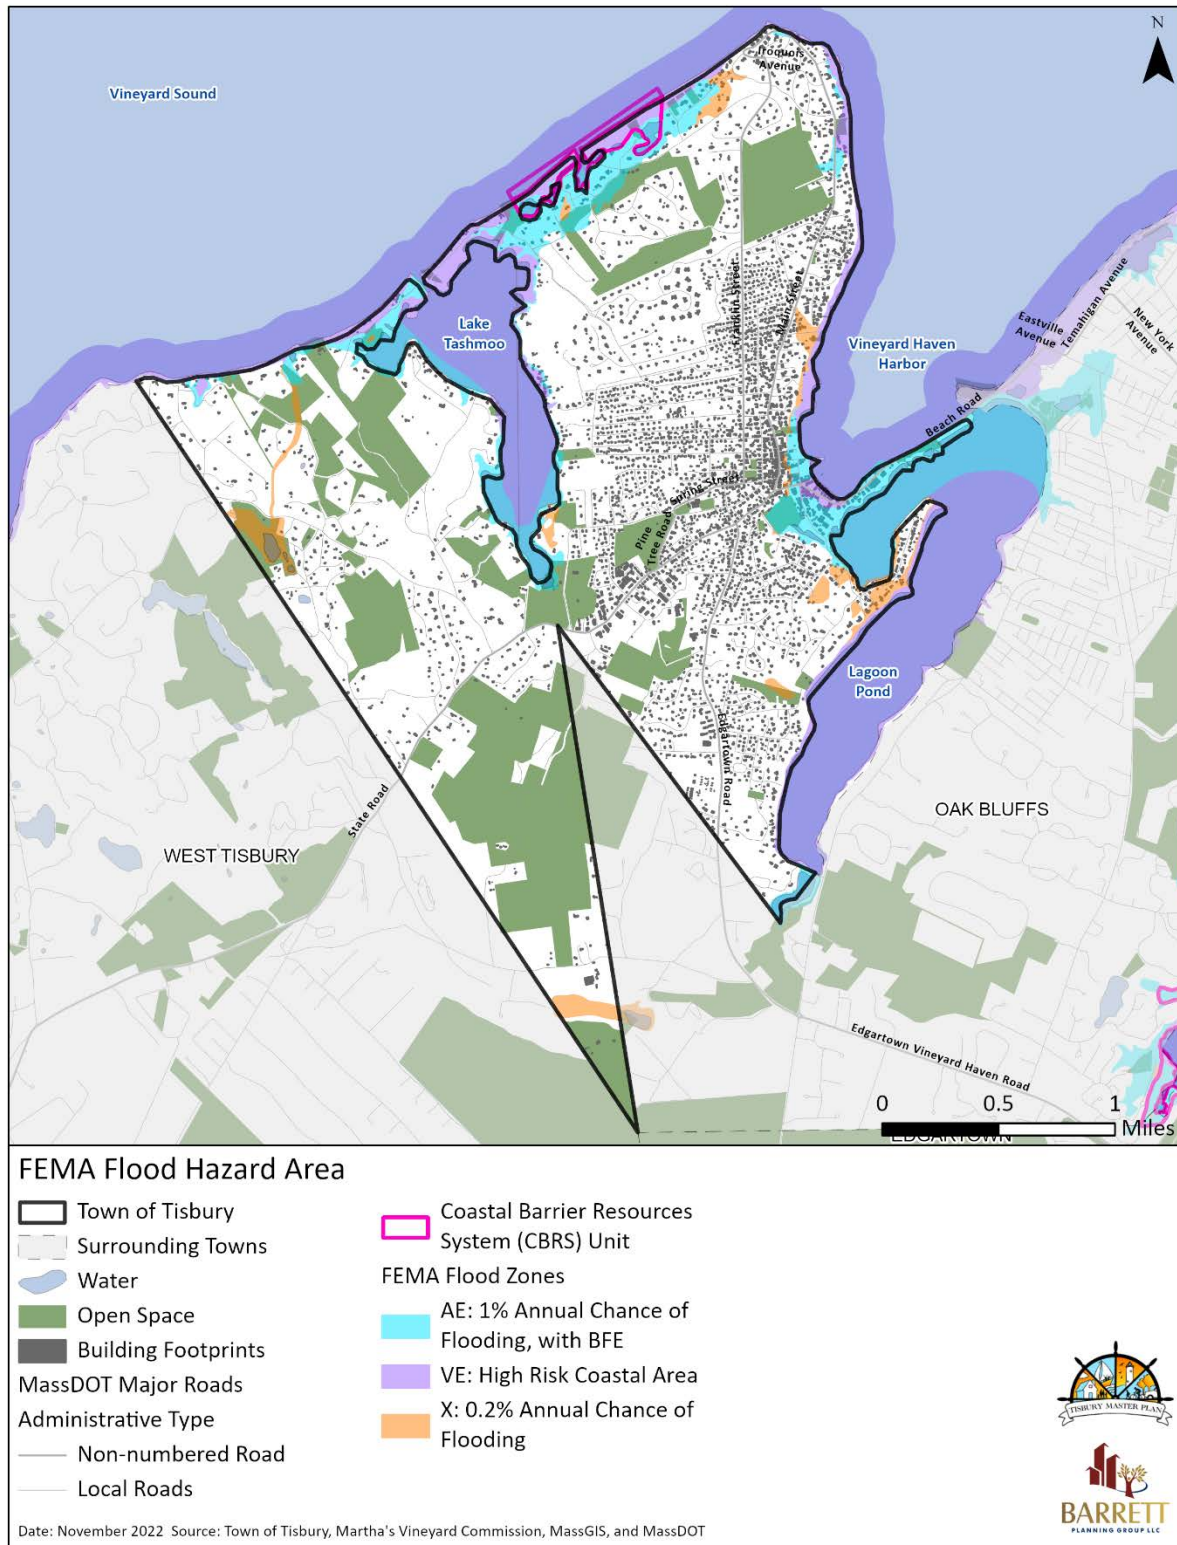 N
Iroquois
Avenue
Vineyard Sound
Lake
Tashmoo
Franklin Street
Main Street
Vineyard Haven
Harbor
Eastville
Avenue
Temahigan Avenue
New York
Avenue
Beach Road
Spring Street
Pine
Tree Road
Lagoon
Pond
Edgartown Road
State Road
OAK BLUFFS
WEST TISBURY
Edgartown Vineyard Haven Road
0 0.5 1
Miles
EDGARTOWN
FEMA Flood Hazard Area
Town of Tisbury
Surrounding Towns
Water
Open Space
Building Footprints
MassDOT Major Roads
Administrative Type
Non-numbered Road
Local Roads
Coastal Barrier Resources
System (CBRS) Unit
FEMA Flood Zones
AE: 1% Annual Chance of
Flooding, with BFE
VE: High Risk Coastal Area
X: 0.2% Annual Chance of
Flooding
TISBURY MASTER PLAN
BARRETT
PLANNING GROUP LLC
Date: November 2022 Source: Town of Tisbury, Martha's Vineyard Commission, MassGIS, and MassDOT